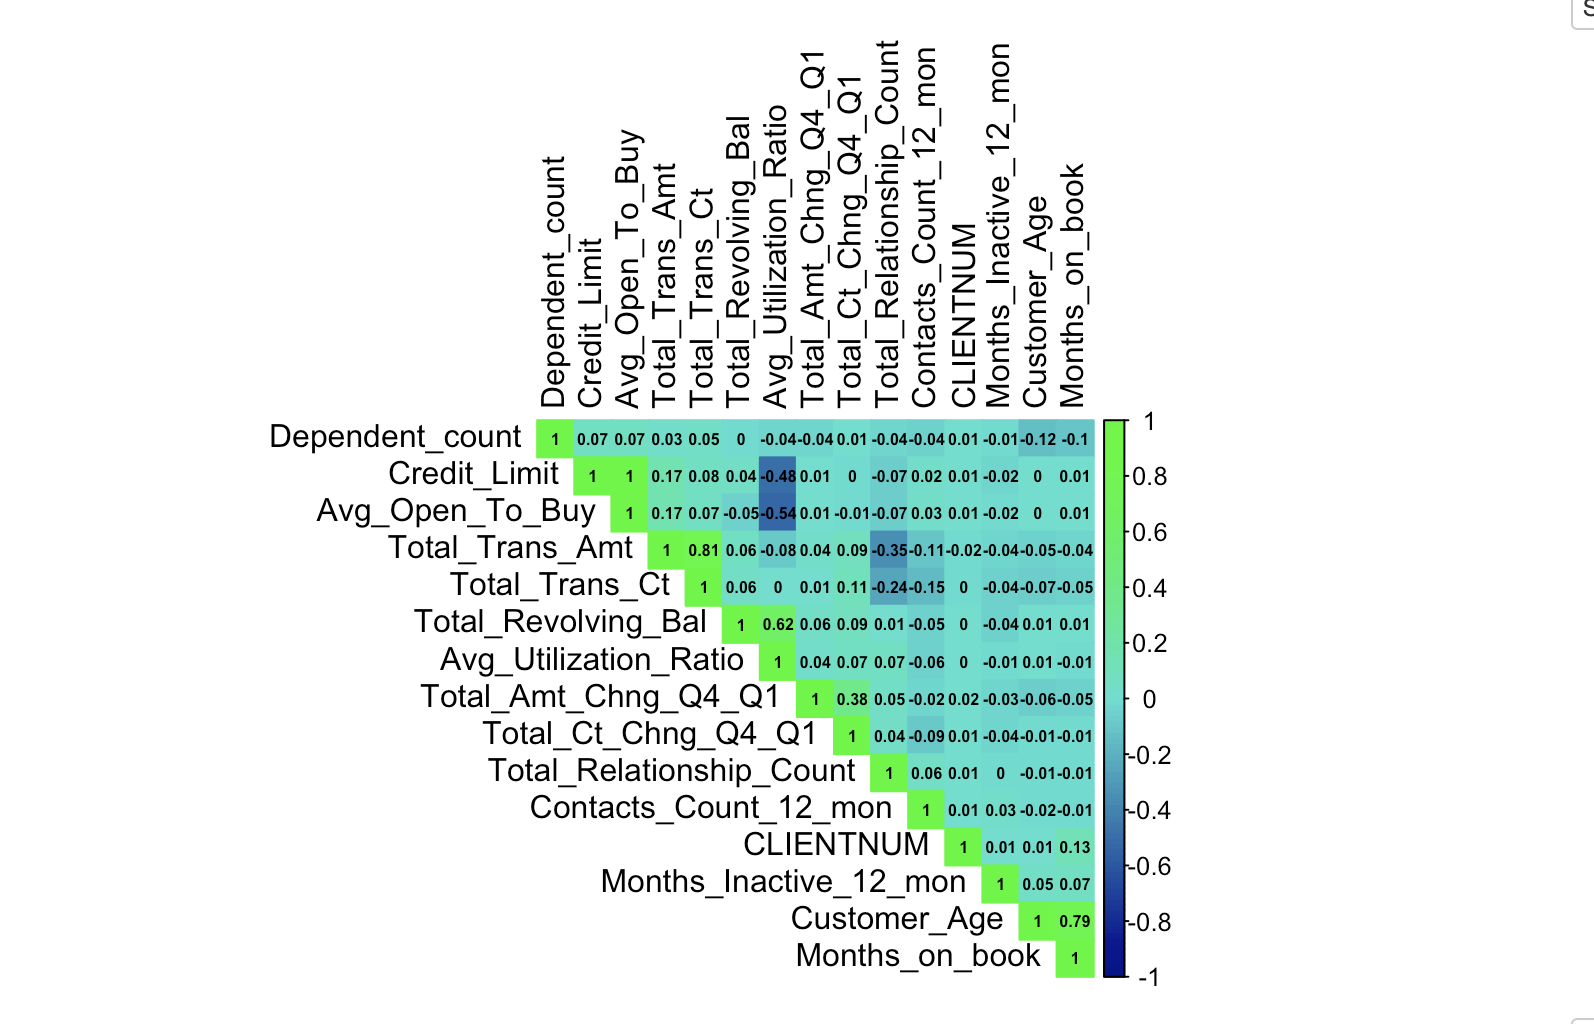 S
Dependent_count
Credit_Limit
Avg_Open_To_Buy
Total_Trans_Amt
Total_Trans_Ct
Total_Revolving_Bal
Avg_Utilization_Ratio
Total_Amt_Chng_Q4_Q1
Total_Ct_Chng_Q4_Q1
Total_Relationship_Count
Contacts_Count_12_mon
CLIENTNUM
Months_Inactive_12_mon
Customer_Age
Months_on_book
Dependent_count 1 0.07 0.07 0.03 0.05 0 -0.04 -0.04 0.01 -0.04 -0.04 0.01 -0.01 -0.12 -0.1
Credit_Limit 1 1 0.17 0.08 0.04 -0.48 0.01 0 -0.07 0.02 0.01 -0.02 0 0.01
Avg_Open_To_Buy 1 0.17 0.07 -0.05 -0.54 0.01 -0.01 -0.07 0.03 0.01 -0.02 0 0.01
Total_Trans_Amt 1 0.81 0.06 -0.08 0.04 0.09 -0.35 -0.11 -0.02 -0.04 -0.05 -0.04
Total_Trans_Ct 1 0.06 0 0.01 0.11 -0.24 -0.15 0 -0.04 -0.07 -0.05
Total_Revolving_Bal 1 0.62 0.06 0.09 0.01 -0.05 0 -0.04 0.01 0.01
Avg_Utilization_Ratio 1 0.04 0.07 0.07 -0.06 0 -0.01 0.01 -0.01
Total_Amt_Chng_Q4_Q1 1 0.38 0.05 -0.02 0.02 -0.03 -0.06 -0.05
Total_Ct_Chng_Q4_Q1 1 0.04 -0.09 0.01 -0.04 -0.01 -0.01
Total_Relationship_Count 1 0.06 0.01 0 -0.01 -0.01
Contacts_Count_12_mon 1 0.01 0.03 -0.02 -0.01
CLIENTNUM 1 0.01 0.01 0.13
Months_Inactive_12_mon 1 0.05 0.07
Customer_Age 1 0.79
Months_on_book 1
1
0.8
0.6
0.4
0.2
0
-0.2
-0.4
-0.6
-0.8
-1